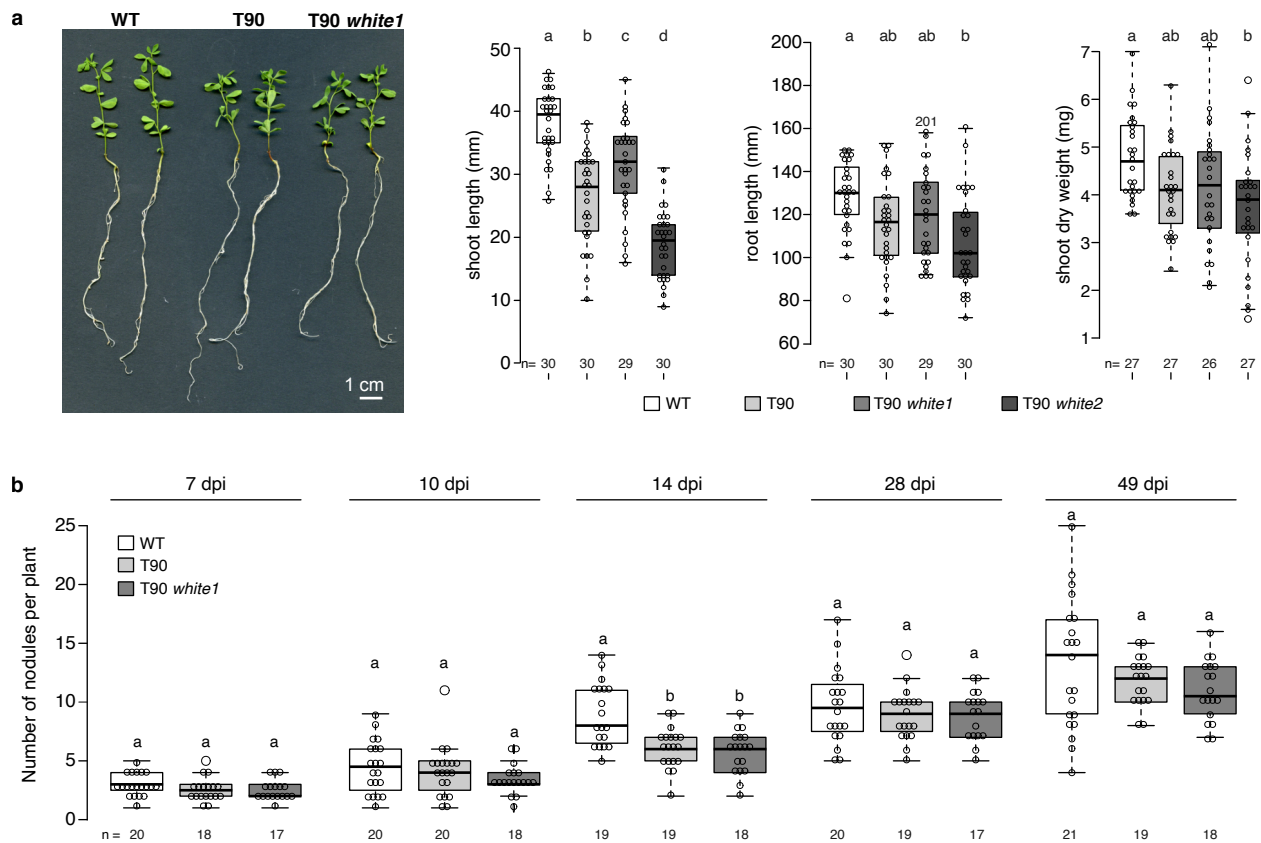 a
WT T90 T90 white1
1 cm
shoot length (mm)
50
40
30
20
10
0
a b c d
n= 30 30 29 30
root length (mm)
200
180
160
140
120
100
80
60
a ab ab b
201
n= 30 30 29 30
shoot dry weight (mg)
7
6
5
4
3
2
1
a ab ab b
n= 27 27 26 27
WT T90 T90 white1 T90 white2
b
7 dpi 10 dpi 14 dpi 28 dpi 49 dpi
Number of nodules per plant
25
20
15
10
5
0
WT
T90
T90 white1
a a a a a a a b b a a a a a a
n = 20 18 17 20 20 18 19 19 18 20 19 17 21 19 18